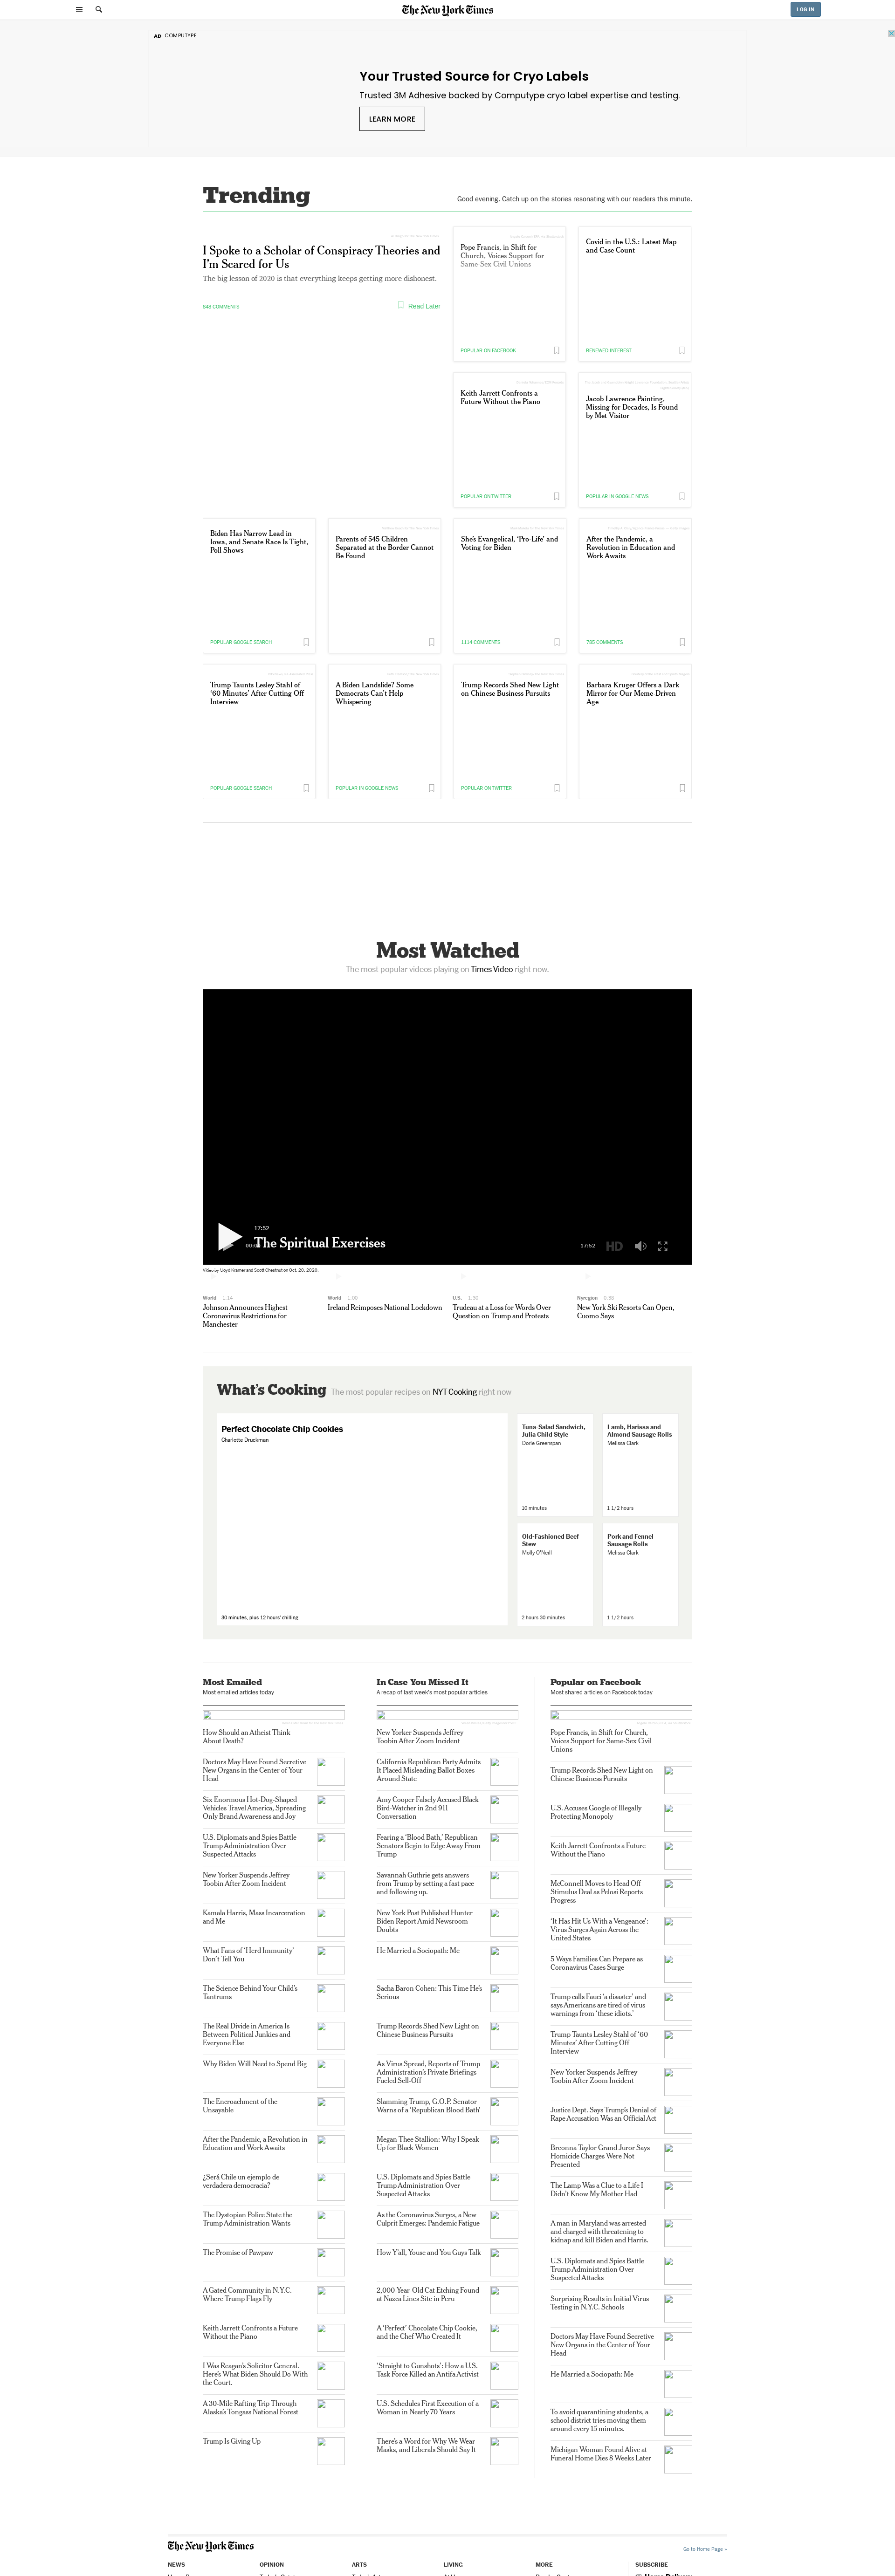 The New York Times
LOG IN
AD COMPUTYPE
Your Trusted Source for Cryo Labels
Trusted 3M Adhesive backed by Computype cryo label expertise and testing.
LEARN MORE
Trending
Good evening. Catch up on the stories resonating with our readers this minute.
I Spoke to a Scholar of Conspiracy Theories and
I'm Scared for Us
The big lesson of 2020 is that everything keeps getting more dishonest.
848 COMMENTS
Read Later
Pope Francis, in Shift for
Church, Voices Support for
Same-Sex Civil Unions
POPULAR ON FACEBOOK
Covid in the U.S.: Latest Map
and Case Count
RENEWED INTEREST
Keith Jarrett Confronts a
Future Without the Piano
POPULAR ON TWITTER
Jacob Lawrence Painting,
Missing for Decades, Is Found
by Met Visitor
POPULAR IN GOOGLE NEWS
Biden Has Narrow Lead in
Iowa, and Senate Race Is Tight,
Poll Shows
POPULAR GOOGLE SEARCH
Parents of 545 Children
Separated at the Border Cannot
Be Found
She's Evangelical, 'Pro-Life' and
Voting for Biden
1114 COMMENTS
After the Pandemic, a
Revolution in Education and
Work Awaits
785 COMMENTS
Trump Taunts Lesley Stahl of
'60 Minutes' After Cutting Off
Interview
POPULAR GOOGLE SEARCH
A Biden Landslide? Some
Democrats Can't Help
Whispering
POPULAR IN GOOGLE NEWS
Trump Records Shed New Light
on Chinese Business Pursuits
POPULAR ON TWITTER
Barbara Kruger Offers a Dark
Mirror for Our Meme-Driven
Age
Most Watched
The most popular videos playing on Times Video right now.
17:52
The Spiritual Exercises
17:52
HD
Video by Lloyd Kramer and Scott Chestnut on Oct. 20, 2020.
World 1:14
Johnson Announces Highest
Coronavirus Restrictions for
Manchester
World 1:00
Ireland Reimposes National Lockdown
U.S. 1:30
Trudeau at a Loss for Words Over
Question on Trump and Protests
Nyregion 0:39
New York Ski Resorts Can Open,
Cuomo Says
What's Cooking The most popular recipes on NYT Cooking right now
Perfect Chocolate Chip Cookies
Charlotte Druckman
30 minutes, plus 12 hours' chilling
Tuna-Salad Sandwich,
Julia Child Style
Dorie Greenspan
10 minutes
Lamb, Harissa and
Almond Sausage Rolls
Melissa Clark
1 1/2 hours
Old-Fashioned Beef
Stew
Molly O'Neill
2 hours 30 minutes
Pork and Fennel
Sausage Rolls
Melissa Clark
1 1/2 hours
Most Emailed
Most emailed articles today
How Should an Atheist Think
About Death?
Doctors May Have Found Secretive
New Organs in the Center of Your
Head
Six Enormous Hot-Dog-Shaped
Vehicles Travel America, Spreading
Only Brand Awareness and Joy
U.S. Diplomats and Spies Battle
Trump Administration Over
Suspected Attacks
New Yorker Suspends Jeffrey
Toobin After Zoom Incident
Kamala Harris, Mass Incarceration
and Me
What Fans of 'Herd Immunity'
Don't Tell You
The Science Behind Your Child's
Tantrums
The Real Divide in America Is
Between Political Junkies and
Everyone Else
Why Biden Will Need to Spend Big
The Encroachment of the
Unsayable
After the Pandemic, a Revolution in
Education and Work Awaits
¿Será Chile un ejemplo de
verdadera democracia?
The Dystopian Police State the
Trump Administration Wants
The Promise of Pawpaw
A Gated Community in N.Y.C.
Where Trump Flags Fly
Keith Jarrett Confronts a Future
Without the Piano
I Was Reagan's Solicitor General.
Here's What Biden Should Do With
the Court.
A 30-Mile Rafting Trip Through
Alaska's Tongass National Forest
Trump Is Giving Up
In Case You Missed It
A recap of last week's most popular articles
New Yorker Suspends Jeffrey
Toobin After Zoom Incident
California Republican Party Admits
It Placed Misleading Ballot Boxes
Around State
Amy Cooper Falsely Accused Black
Bird-Watcher in 2nd 911
Conversation
Fearing a 'Blood Bath,' Republican
Senators Begin to Edge Away From
Trump
Savannah Guthrie gets answers
from Trump by setting a fast pace
and following up.
New York Post Published Hunter
Biden Report Amid Newsroom
Doubts
He Married a Sociopath: Me
Sacha Baron Cohen: This Time He's
Serious
Trump Records Shed New Light on
Chinese Business Pursuits
As Virus Spread, Reports of Trump
Administration's Private Briefings
Fueled Sell-Off
Slamming Trump, G.O.P. Senator
Warns of a 'Republican Blood Bath'
Megan Thee Stallion: Why I Speak
Up for Black Women
U.S. Diplomats and Spies Battle
Trump Administration Over
Suspected Attacks
As the Coronavirus Surges, a New
Culprit Emerges: Pandemic Fatigue
How Y'all, Youse and You Guys Talk
2,000-Year-Old Cat Etching Found
at Nazca Lines Site in Peru
A 'Perfect' Chocolate Chip Cookie,
and the Chef Who Created It
'Straight to Gunshots': How a U.S.
Task Force Killed an Antifa Activist
U.S. Schedules First Execution of a
Woman in Nearly 70 Years
There's a Word for Why We Wear
Masks, and Liberals Should Say It
Popular on Facebook
Most shared articles on Facebook today
Pope Francis, in Shift for Church,
Voices Support for Same-Sex Civil
Unions
Trump Records Shed New Light on
Chinese Business Pursuits
U.S. Accuses Google of Illegally
Protecting Monopoly
Keith Jarrett Confronts a Future
Without the Piano
McConnell Moves to Head Off
Stimulus Deal as Pelosi Reports
Progress
'It Has Hit Us With a Vengeance':
Virus Surges Again Across the
United States
5 Ways Families Can Prepare as
Coronavirus Cases Surge
Trump calls Fauci 'a disaster' and
says Americans are tired of virus
warnings from 'these idiots.'
Trump Taunts Lesley Stahl of '60
Minutes' After Cutting Off
Interview
New Yorker Suspends Jeffrey
Toobin After Zoom Incident
Justice Dept. Says Trump's Denial of
Rape Accusation Was an Official Act
Breonna Taylor Grand Juror Says
Homicide Charges Were Not
Presented
The Lamp Was a Clue to a Life I
Didn't Know My Mother Had
A man in Maryland was arrested
and charged with threatening to
kidnap and kill Biden and Harris.
U.S. Diplomats and Spies Battle
Trump Administration Over
Suspected Attacks
Surprising Results in Initial Virus
Testing in N.Y.C. Schools
Doctors May Have Found Secretive
New Organs in the Center of Your
Head
He Married a Sociopath: Me
To avoid quarantining students, a
school district tries moving them
around every 15 minutes.
Michigan Woman Found Alive at
Funeral Home Dies 8 Weeks Later
The New York Times
Go to Home Page »
NEWS
OPINION
ARTS
LIVING
MORE
SUBSCRIBE